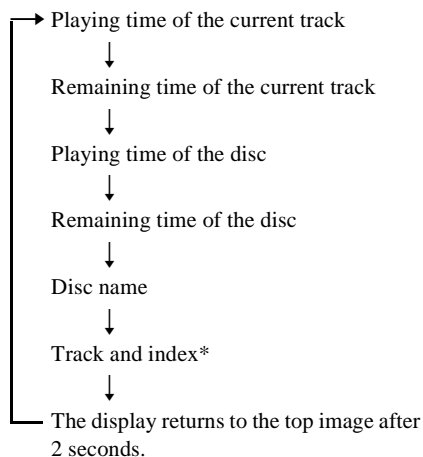 Playing time of the current track
Remaining time of the current track
Playing time of the disc
Remaining time of the disc
Disc name
Track and index*
The display returns to the top image after
2 seconds.